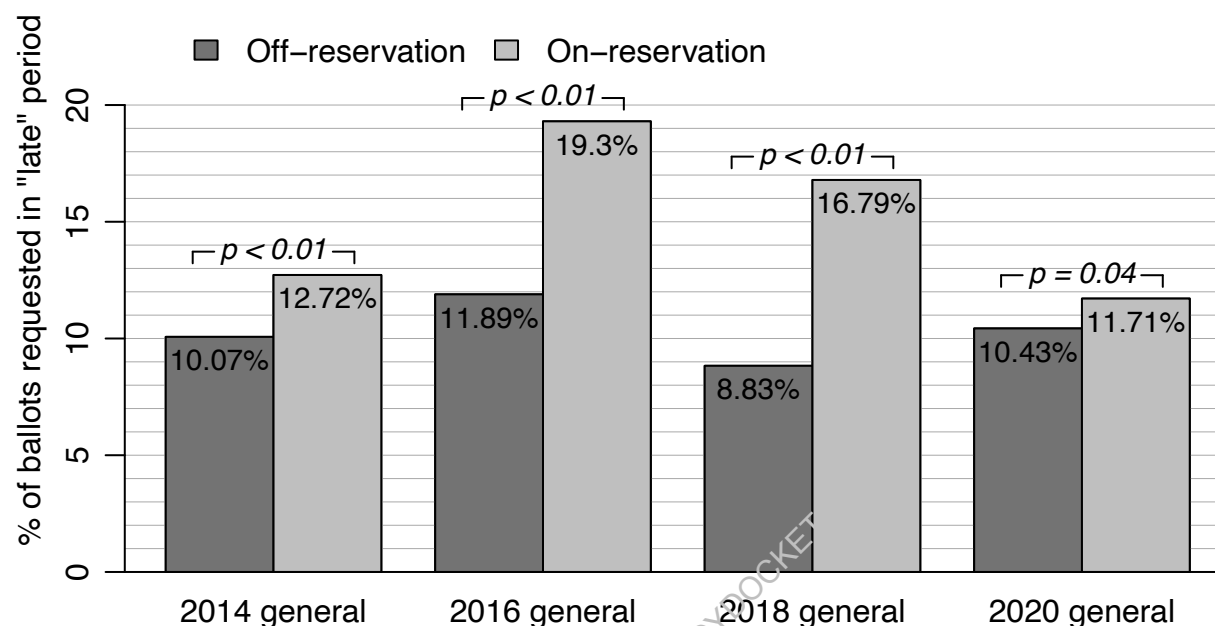 % of ballots requested in "late" period
Off−reservation On−reservation
20
15
10
5
0
p < 0.01
p < 0.01
p < 0.01
p = 0.04
10.07%
12.72%
11.89%
19.3%
8.83%
16.79%
10.43%
11.71%
2014 general 2016 general 2018 general 2020 general